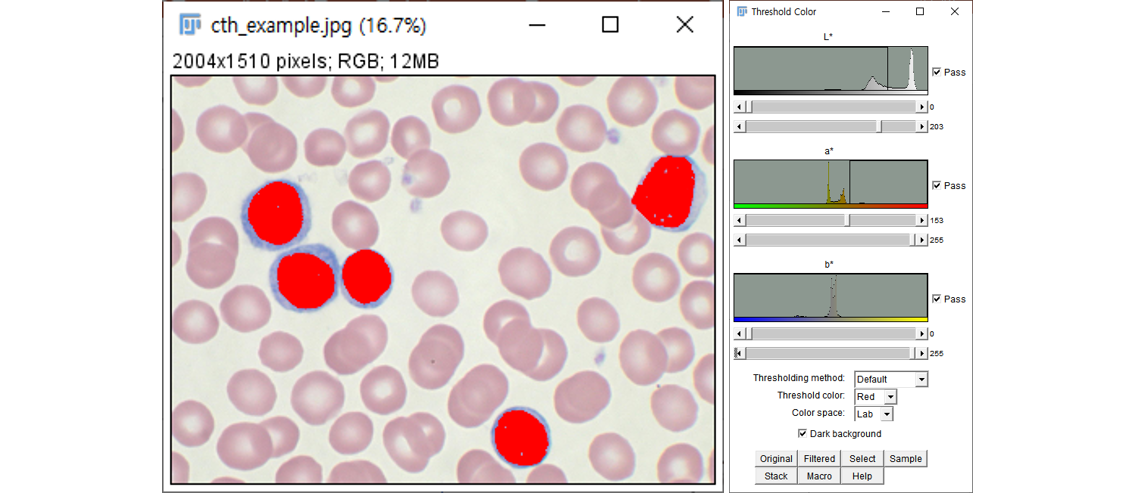 cth_example.jpg (16.7%)
2004x1510 pixels; RGB; 12MB
Threshold Color
L*
Pass
0
203
a*
Pass
153
255
b*
Pass
0
255
Thresholding method: Default
Threshold color: Red
Color space: Lab
Dark background
Original Filtered Select Sample
Stack Macro Help